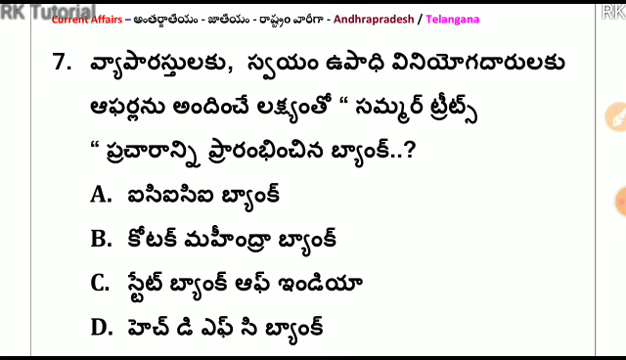 RK Tutorial
RK
Current Affairs – అంతర్జాతీయం - జాతీయం - రాష్ట్రం వారీగా - Andhrapradesh / Telangana
7. వ్యాపారస్తులకు, స్వయం ఉపాధి వినియోగదారులకు
ఆఫర్లను అందించే లక్ష్యంతో “ సమ్మర్ ట్రీట్స్
“ ప్రచారాన్ని ప్రారంభించిన బ్యాంక్..?
A. ఐసిఐసిఐ బ్యాంక్
B. కోటక్ మహీంద్రా బ్యాంక్
C. స్టేట్ బ్యాంక్ ఆఫ్ ఇండియా
D. హెచ్ డి ఎఫ్ సి బ్యాంక్